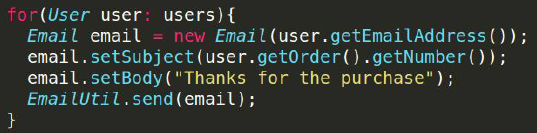 for(User user: users){
  Email email = new Email(user.getEmailAddress());
  email.setSubject(user.getOrder().getNumber());
  email.setBody("Thanks for the purchase");
  EmailUtil.send(email);
}